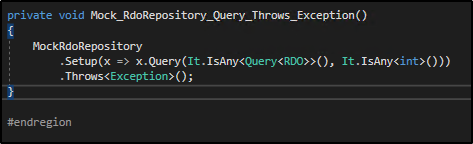 private void Mock_RdoRepository_Query_Throws_Exception()
{
MockRdoRepository
.Setup(x => x.Query(It.IsAny<Query<RDO>>(), It.IsAny<int>()))
.Throws<Exception>();
}
#endregion